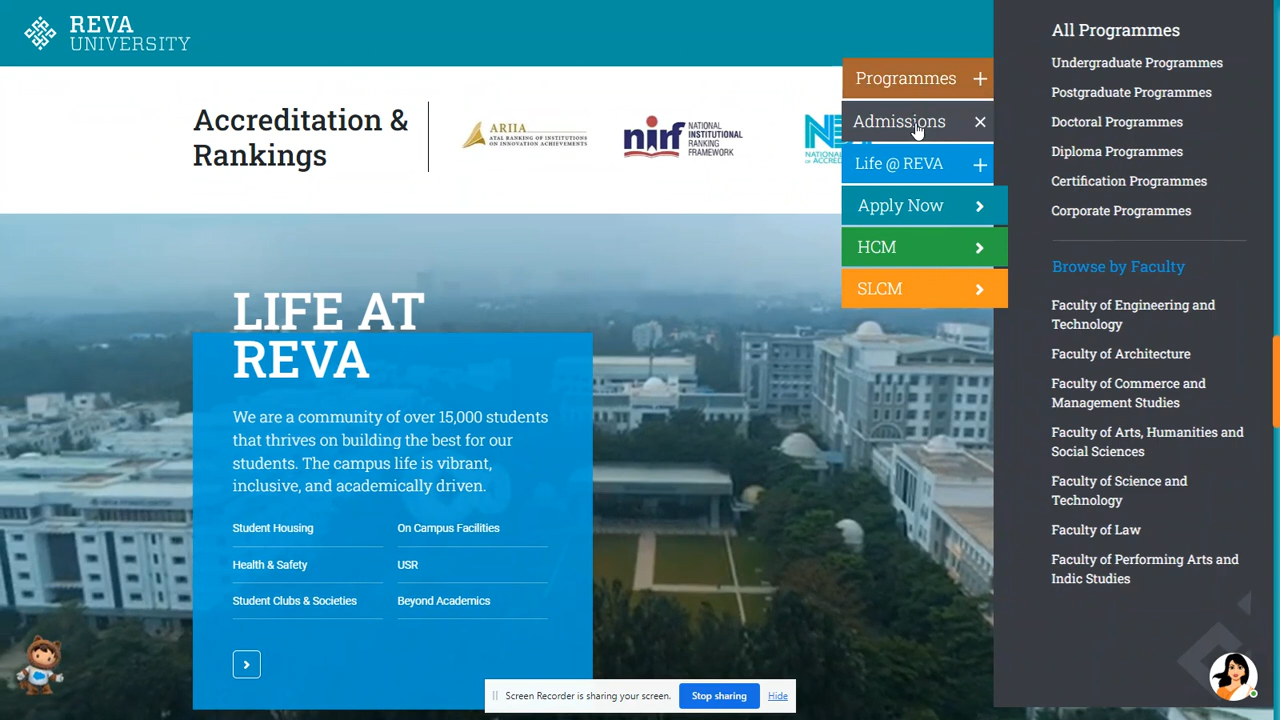 REVA
UNIVERSITY
Accreditation &
Rankings
ARIIA
ATAL RANKING OF INSTITUTIONS
ON INNOVATION ACHIEVEMENTS
nirf
NATIONAL
INSTITUTIONAL
RANKING
FRAMEWORK
Programmes
Admissions
Life @ REVA
Apply Now
HCM
SLCM
All Programmes
Undergraduate Programmes
Postgraduate Programmes
Doctoral Programmes
Diploma Programmes
Certification Programmes
Corporate Programmes
Browse by Faculty
Faculty of Engineering and
Technology
Faculty of Architecture
Faculty of Commerce and
Management Studies
Faculty of Arts, Humanities and
Social Sciences
Faculty of Science and
Technology
Faculty of Law
Faculty of Performing Arts and
Indic Studies
LIFE AT
REVA
We are a community of over 15,000 students
that thrives on building the best for our
students. The campus life is vibrant,
inclusive, and academically driven.
Student Housing
On Campus Facilities
Health & Safety
USR
Student Clubs & Societies
Beyond Academics
Screen Recorder is sharing your screen.
Stop sharing
Hide